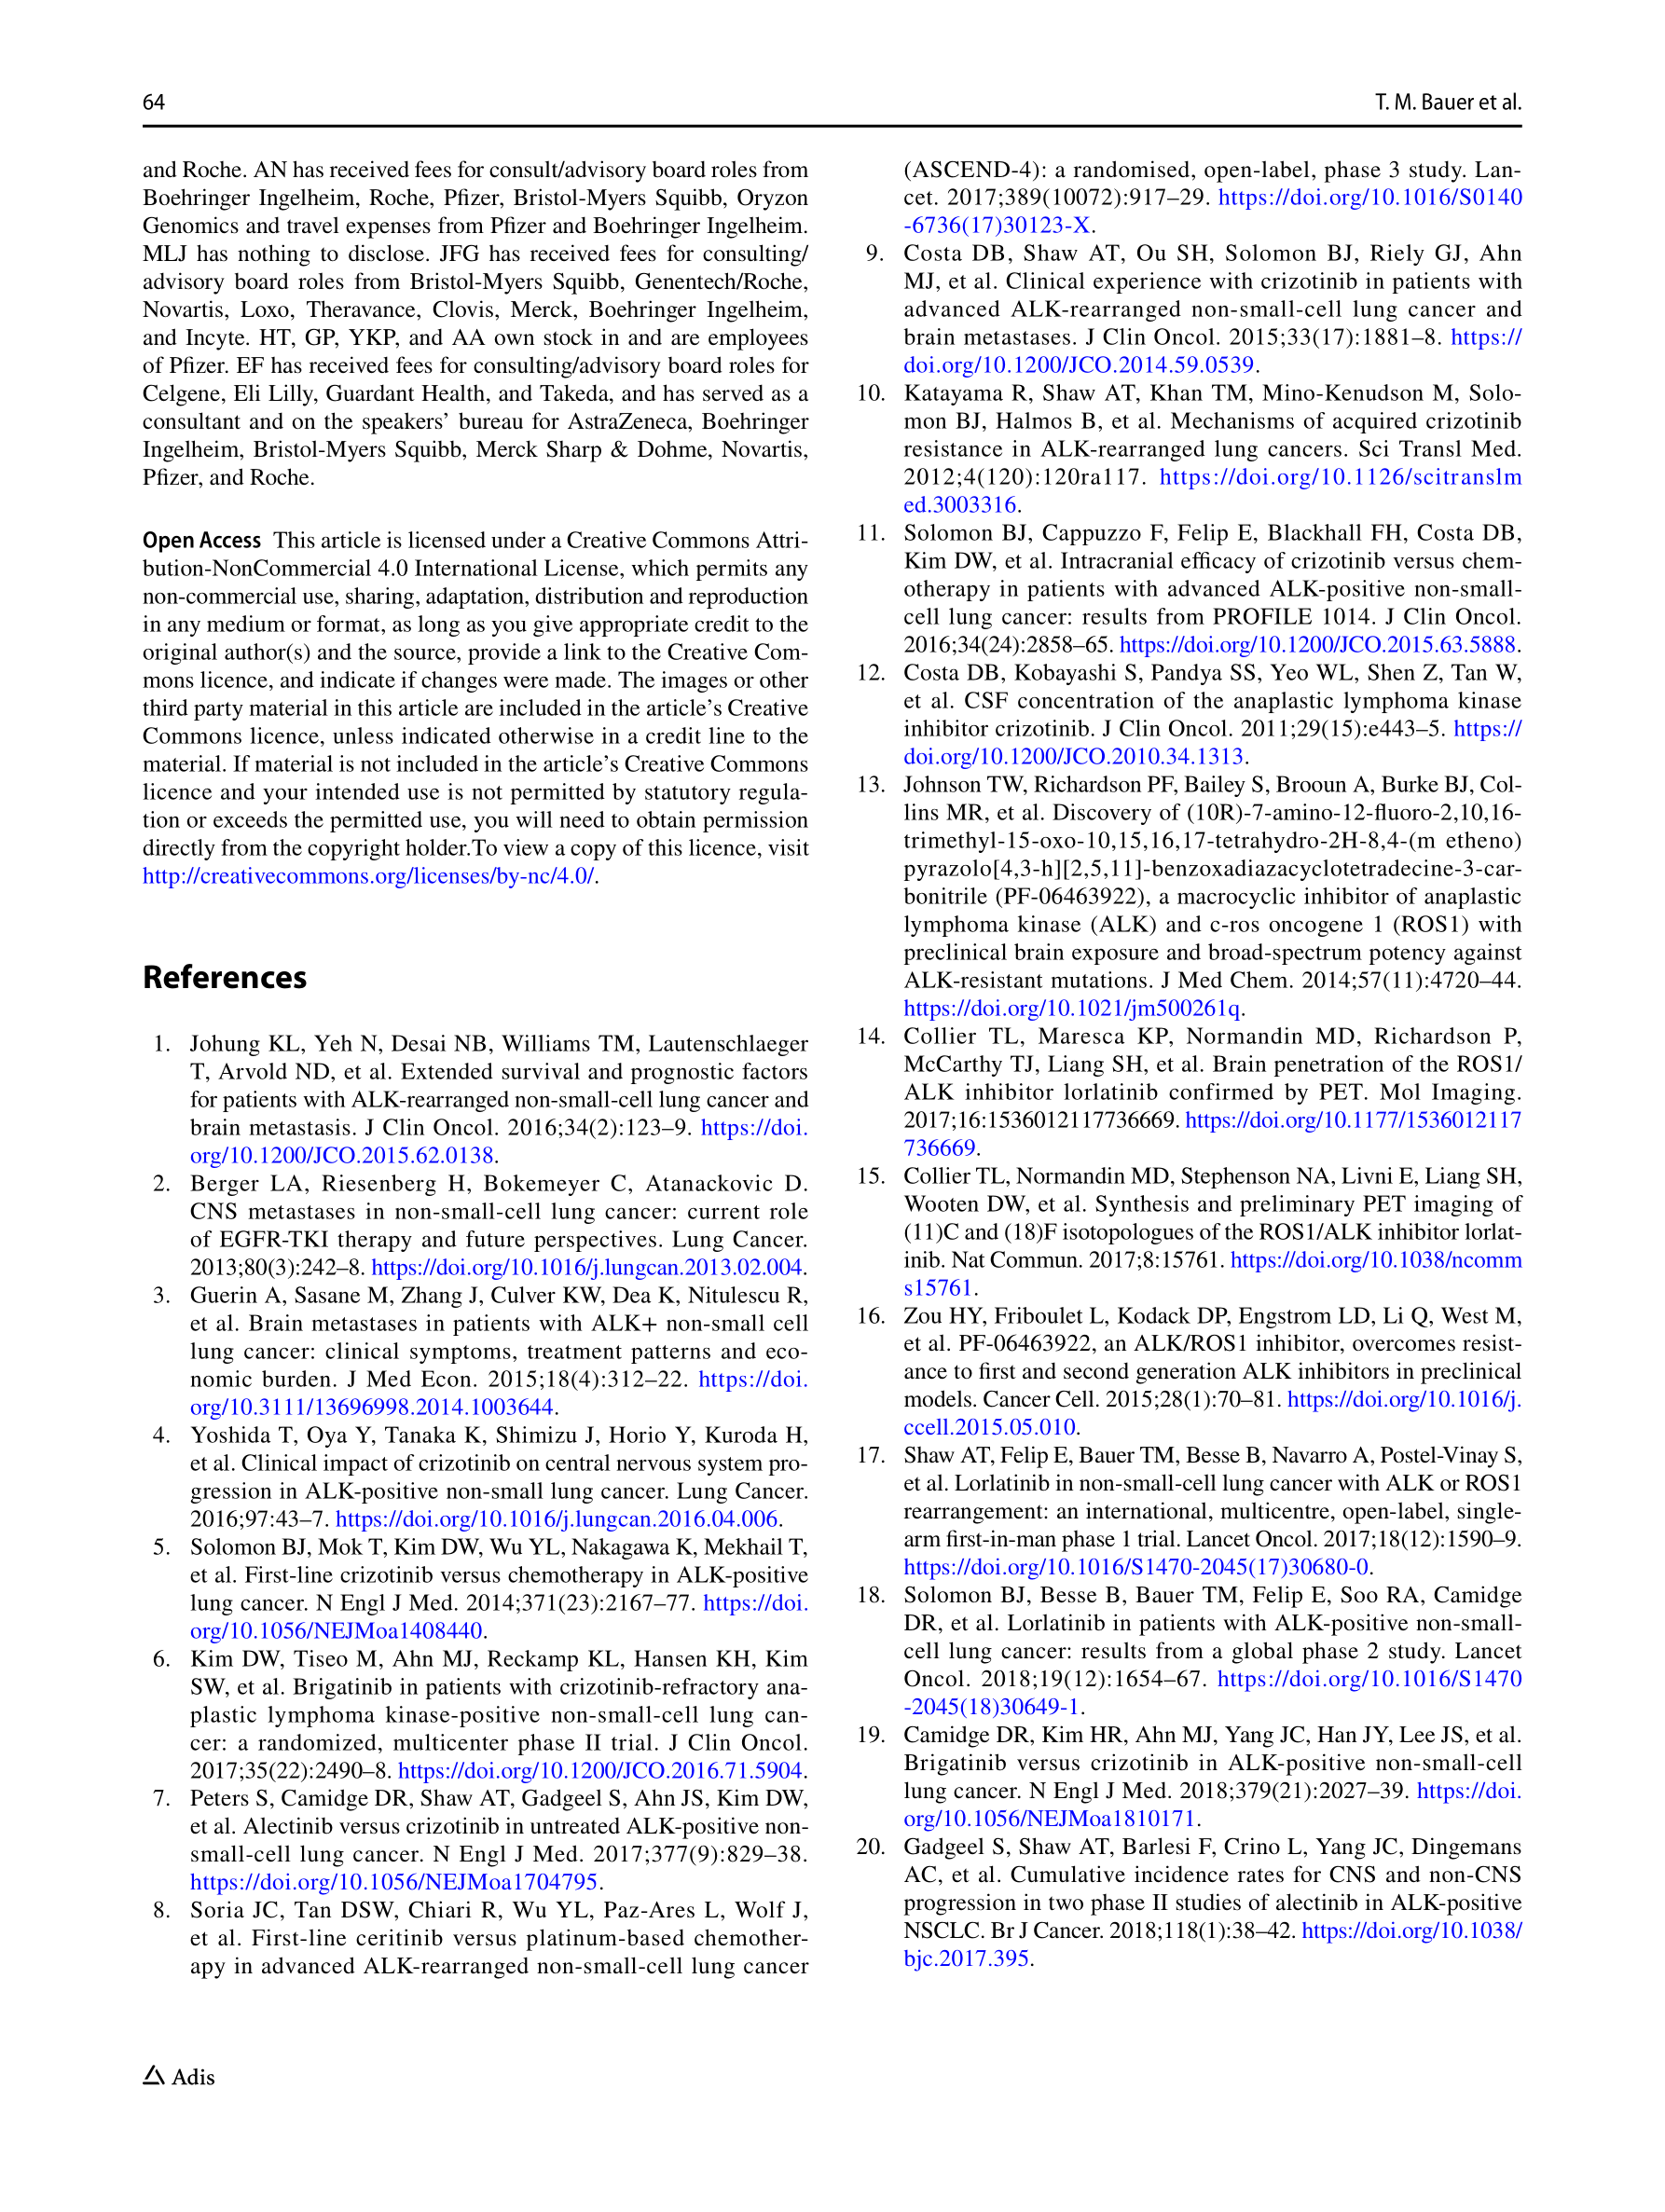 64
T. M. Bauer et al.
and Roche. AN has received fees for consult/advisory board roles from
Boehringer Ingelheim, Roche, Pfizer, Bristol-Myers Squibb, Oryzon
Genomics and travel expenses from Pfizer and Boehringer Ingelheim.
MLJ has nothing to disclose. JFG has received fees for consulting/
advisory board roles from Bristol-Myers Squibb, Genentech/Roche,
Novartis, Loxo, Theravance, Clovis, Merck, Boehringer Ingelheim,
and Incyte. HT, GP, YKP, and AA own stock in and are employees
of Pfizer. EF has received fees for consulting/advisory board roles for
Celgene, Eli Lilly, Guardant Health, and Takeda, and has served as a
consultant and on the speakers’ bureau for AstraZeneca, Boehringer
Ingelheim, Bristol-Myers Squibb, Merck Sharp & Dohme, Novartis,
Pfizer, and Roche.
Open Access This article is licensed under a Creative Commons Attri-
bution-NonCommercial 4.0 International License, which permits any
non-commercial use, sharing, adaptation, distribution and reproduction
in any medium or format, as long as you give appropriate credit to the
original author(s) and the source, provide a link to the Creative Com-
mons licence, and indicate if changes were made. The images or other
third party material in this article are included in the article’s Creative
Commons licence, unless indicated otherwise in a credit line to the
material. If material is not included in the article’s Creative Commons
licence and your intended use is not permitted by statutory regula-
tion or exceeds the permitted use, you will need to obtain permission
directly from the copyright holder.To view a copy of this licence, visit
http://creativecommons.org/licenses/by-nc/4.0/.
References
1. Johung KL, Yeh N, Desai NB, Williams TM, Lautenschlaeger
T, Arvold ND, et al. Extended survival and prognostic factors
for patients with ALK-rearranged non-small-cell lung cancer and
brain metastasis. J Clin Oncol. 2016;34(2):123–9. https://doi.
org/10.1200/JCO.2015.62.0138.
2. Berger LA, Riesenberg H, Bokemeyer C, Atanackovic D.
CNS metastases in non-small-cell lung cancer: current role
of EGFR-TKI therapy and future perspectives. Lung Cancer.
2013;80(3):242–8. https://doi.org/10.1016/j.lungcan.2013.02.004.
3. Guerin A, Sasane M, Zhang J, Culver KW, Dea K, Nitulescu R,
et al. Brain metastases in patients with ALK+ non-small cell
lung cancer: clinical symptoms, treatment patterns and eco-
nomic burden. J Med Econ. 2015;18(4):312–22. https://doi.
org/10.3111/13696998.2014.1003644.
4. Yoshida T, Oya Y, Tanaka K, Shimizu J, Horio Y, Kuroda H,
et al. Clinical impact of crizotinib on central nervous system pro-
gression in ALK-positive non-small lung cancer. Lung Cancer.
2016;97:43–7. https://doi.org/10.1016/j.lungcan.2016.04.006.
5. Solomon BJ, Mok T, Kim DW, Wu YL, Nakagawa K, Mekhail T,
et al. First-line crizotinib versus chemotherapy in ALK-positive
lung cancer. N Engl J Med. 2014;371(23):2167–77. https://doi.
org/10.1056/NEJMoa1408440.
6. Kim DW, Tiseo M, Ahn MJ, Reckamp KL, Hansen KH, Kim
SW, et al. Brigatinib in patients with crizotinib-refractory ana-
plastic lymphoma kinase-positive non-small-cell lung can-
cer: a randomized, multicenter phase II trial. J Clin Oncol.
2017;35(22):2490–8. https://doi.org/10.1200/JCO.2016.71.5904.
7. Peters S, Camidge DR, Shaw AT, Gadgeel S, Ahn JS, Kim DW,
et al. Alectinib versus crizotinib in untreated ALK-positive non-
small-cell lung cancer. N Engl J Med. 2017;377(9):829–38.
https://doi.org/10.1056/NEJMoa1704795.
8. Soria JC, Tan DSW, Chiari R, Wu YL, Paz-Ares L, Wolf J,
et al. First-line ceritinib versus platinum-based chemother-
apy in advanced ALK-rearranged non-small-cell lung cancer
(ASCEND-4): a randomised, open-label, phase 3 study. Lan-
cet. 2017;389(10072):917–29. https://doi.org/10.1016/S0140
-6736(17)30123-X.
9. Costa DB, Shaw AT, Ou SH, Solomon BJ, Riely GJ, Ahn
MJ, et al. Clinical experience with crizotinib in patients with
advanced ALK-rearranged non-small-cell lung cancer and
brain metastases. J Clin Oncol. 2015;33(17):1881–8. https://
doi.org/10.1200/JCO.2014.59.0539.
10. Katayama R, Shaw AT, Khan TM, Mino-Kenudson M, Solo-
mon BJ, Halmos B, et al. Mechanisms of acquired crizotinib
resistance in ALK-rearranged lung cancers. Sci Transl Med.
2012;4(120):120ra117. https://doi.org/10.1126/scitranslm
ed.3003316.
11. Solomon BJ, Cappuzzo F, Felip E, Blackhall FH, Costa DB,
Kim DW, et al. Intracranial efficacy of crizotinib versus chem-
otherapy in patients with advanced ALK-positive non-small-
cell lung cancer: results from PROFILE 1014. J Clin Oncol.
2016;34(24):2858–65. https://doi.org/10.1200/JCO.2015.63.5888.
12. Costa DB, Kobayashi S, Pandya SS, Yeo WL, Shen Z, Tan W,
et al. CSF concentration of the anaplastic lymphoma kinase
inhibitor crizotinib. J Clin Oncol. 2011;29(15):e443–5. https://
doi.org/10.1200/JCO.2010.34.1313.
13. Johnson TW, Richardson PF, Bailey S, Brooun A, Burke BJ, Col-
lins MR, et al. Discovery of (10R)-7-amino-12-fluoro-2,10,16-
trimethyl-15-oxo-10,15,16,17-tetrahydro-2H-8,4-(m etheno)
pyrazolo[4,3-h][2,5,11]-benzoxadiazacyclotetradecine-3-car-
bonitrile (PF-06463922), a macrocyclic inhibitor of anaplastic
lymphoma kinase (ALK) and c-ros oncogene 1 (ROS1) with
preclinical brain exposure and broad-spectrum potency against
ALK-resistant mutations. J Med Chem. 2014;57(11):4720–44.
https://doi.org/10.1021/jm500261q.
14. Collier TL, Maresca KP, Normandin MD, Richardson P,
McCarthy TJ, Liang SH, et al. Brain penetration of the ROS1/
ALK inhibitor lorlatinib confirmed by PET. Mol Imaging.
2017;16:1536012117736669. https://doi.org/10.1177/1536012117
736669.
15. Collier TL, Normandin MD, Stephenson NA, Livni E, Liang SH,
Wooten DW, et al. Synthesis and preliminary PET imaging of
(11)C and (18)F isotopologues of the ROS1/ALK inhibitor lorlat-
inib. Nat Commun. 2017;8:15761. https://doi.org/10.1038/ncomm
s15761.
16. Zou HY, Friboulet L, Kodack DP, Engstrom LD, Li Q, West M,
et al. PF-06463922, an ALK/ROS1 inhibitor, overcomes resist-
ance to first and second generation ALK inhibitors in preclinical
models. Cancer Cell. 2015;28(1):70–81. https://doi.org/10.1016/j.
ccell.2015.05.010.
17. Shaw AT, Felip E, Bauer TM, Besse B, Navarro A, Postel-Vinay S,
et al. Lorlatinib in non-small-cell lung cancer with ALK or ROS1
rearrangement: an international, multicentre, open-label, single-
arm first-in-man phase 1 trial. Lancet Oncol. 2017;18(12):1590–9.
https://doi.org/10.1016/S1470-2045(17)30680-0.
18. Solomon BJ, Besse B, Bauer TM, Felip E, Soo RA, Camidge
DR, et al. Lorlatinib in patients with ALK-positive non-small-
cell lung cancer: results from a global phase 2 study. Lancet
Oncol. 2018;19(12):1654–67. https://doi.org/10.1016/S1470
-2045(18)30649-1.
19. Camidge DR, Kim HR, Ahn MJ, Yang JC, Han JY, Lee JS, et al.
Brigatinib versus crizotinib in ALK-positive non-small-cell
lung cancer. N Engl J Med. 2018;379(21):2027–39. https://doi.
org/10.1056/NEJMoa1810171.
20. Gadgeel S, Shaw AT, Barlesi F, Crino L, Yang JC, Dingemans
AC, et al. Cumulative incidence rates for CNS and non-CNS
progression in two phase II studies of alectinib in ALK-positive
NSCLC. Br J Cancer. 2018;118(1):38–42. https://doi.org/10.1038/
bjc.2017.395.
Adis